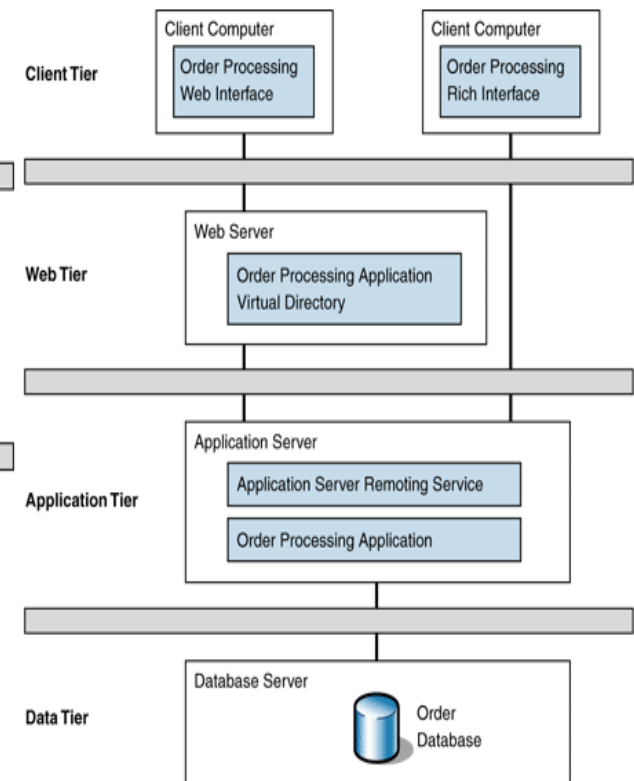 Client Computer
Order Processing
Web Interface
Client Computer
Order Processing
Rich Interface
Client Tier
Web Server
Order Processing Application
Virtual Directory
Web Tier
Application Server
Application Server Remoting Service
Order Processing Application
Application Tier
Database Server
Order
Database
Data Tier